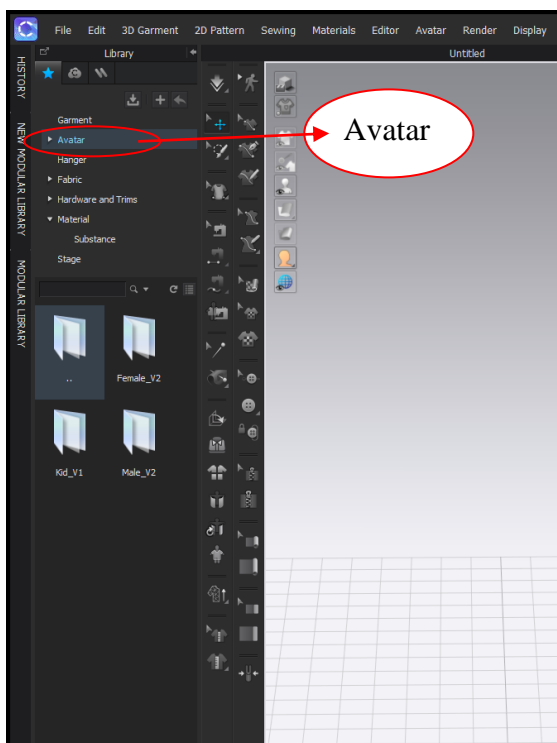 File Edit 3D Garment 2D Pattern Sewing Materials Editor Avatar Render Display
Library
Untitled
HISTORY
NEW MODULAR LIBRARY
MODULAR LIBRARY
Garment
Avatar
Hanger
Fabric
Hardware and Trims
Material
Substance
Stage
Avatar
..
Female_V2
Kid_V1
Male_V2